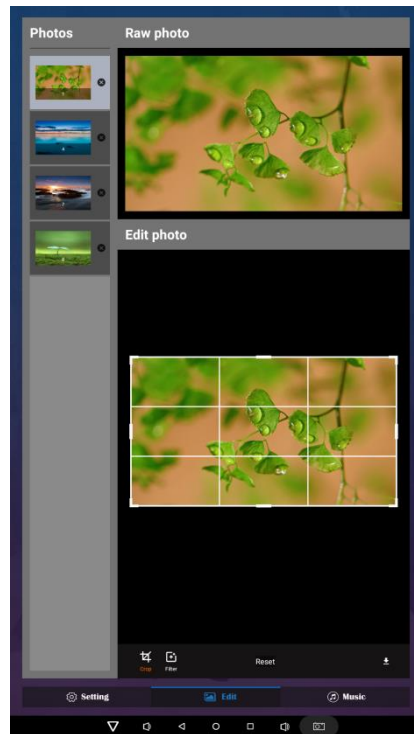 Photos
Raw photo
Edit photo
Crop
Filter
Reset
Setting
Edit
Music